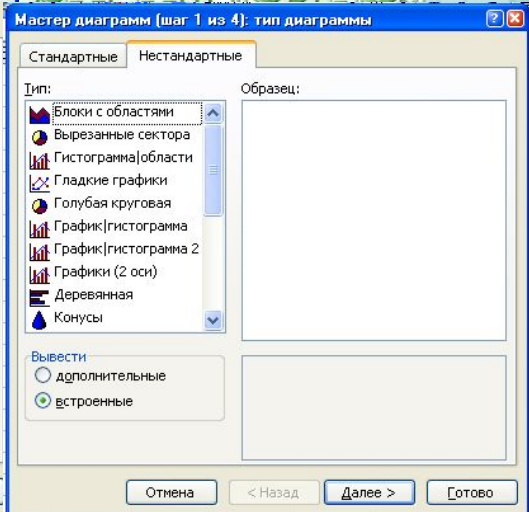 Мастер диаграмм (шаг 1 из 4): тип диаграммы
Стандартные
Нестандартные
Тип:
Образец:
Блоки с областями
Вырезанные сектора
Гистограмма|области
Гладкие графики
Голубая круговая
График|гистограмма
График|гистограмма 2
Графики (2 оси)
Деревянная
Конусы
Вывести
дополнительные
встроенные
Отмена
< Назад
Далее >
Готово